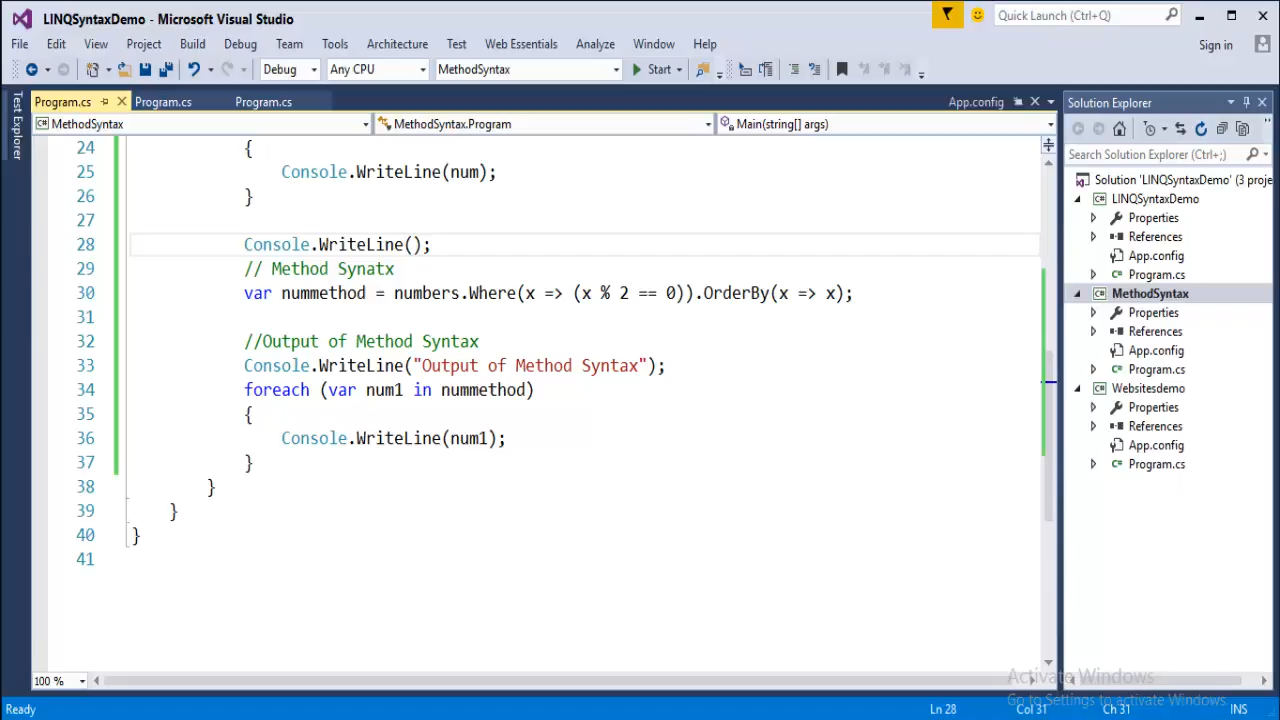 LINQSyntaxDemo - Microsoft Visual Studio
Quick Launch (Ctrl+Q)
File Edit View Project Build Debug Team Tools Architecture Test Web Essentials Analyze Window Help
Sign in
Debug Any CPU MethodSyntax Start
Test Explorer
Program.cs Program.cs Program.cs App.config
MethodSyntax MethodSyntax.Program Main(string[] args)
24 {
25 Console.WriteLine(num);
26 }
27
28 Console.WriteLine();
29 // Method Synatx
30 var nummethod = numbers.Where(x => (x % 2 == 0)).OrderBy(x => x);
31
32 //Output of Method Syntax
33 Console.WriteLine("Output of Method Syntax");
34 foreach (var num1 in nummethod)
35 {
36 Console.WriteLine(num1);
37 }
38 }
39 }
40 }
41
100 %
Solution Explorer
Search Solution Explorer (Ctrl+;)
Solution 'LINQSyntaxDemo' (3 proje
LINQSyntaxDemo
Properties
References
App.config
Program.cs
MethodSyntax
Properties
References
App.config
Program.cs
Websitesdemo
Properties
References
App.config
Program.cs
Activate Windows
Go to Settings to activate Windows.
Ready Ln 28 Col 31 Ch 31 INS